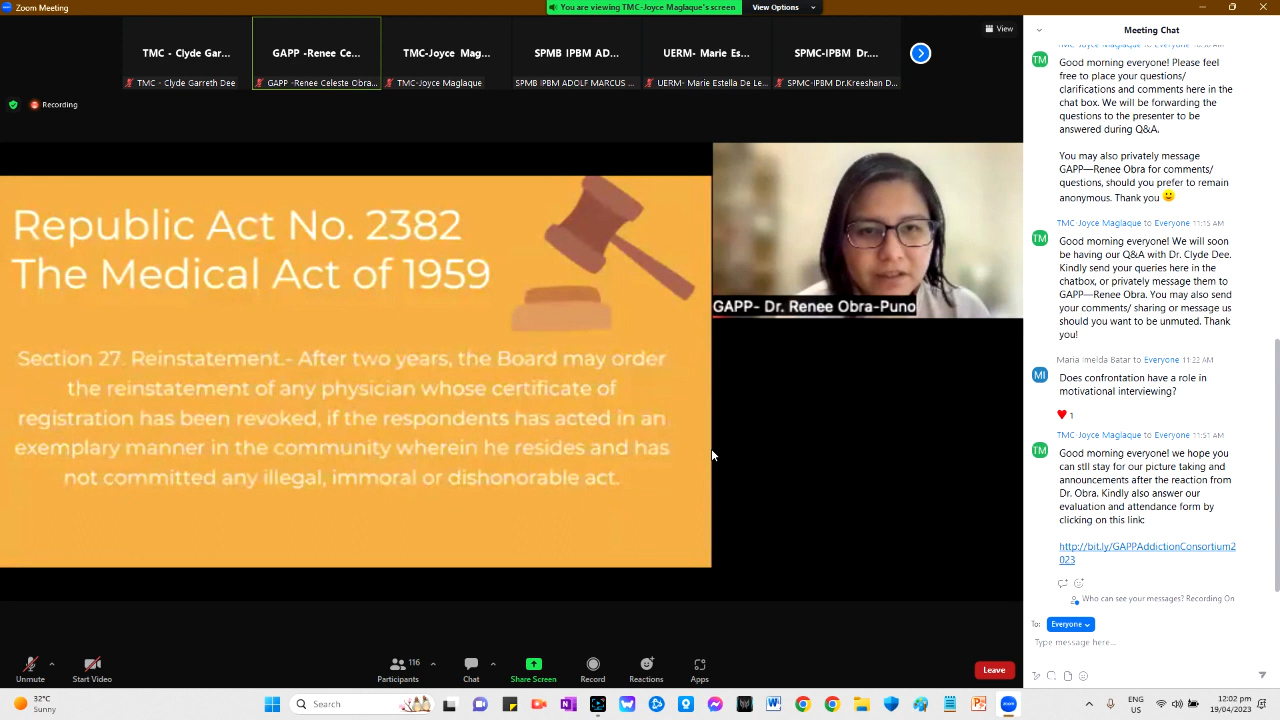 Zoom Meeting
You are viewing TMC-Joyce Maglaque's screen
View Options
View
TMC - Clyde Gar...
GAPP -Renee Ce...
TMC-Joyce Mag...
SPMB IPBM AD...
UERM- Marie Es...
SPMC-IPBM Dr....
TMC - Clyde Gareth Dee
GAPP -Renee Celeste Obra...
TMC-Joyce Maglaque
SPMB IPBM ADOLF MARCUS ...
UERM- Marie Estella De Le...
SPMC-IPBM Dr.Kreeshan D...
Recording
Republic Act No. 2382
The Medical Act of 1959
Section 27. Reinstatement.- After two years, the Board may order
the reinstatement of any physician whose certificate of
registration has been revoked, if the respondents has acted in an
exemplary manner in the community wherein he resides and has
not committed any illegal, immoral or dishonorable act.
GAPP- Dr. Renee Obra-Puno
Meeting Chat
TMC-Joyce Maglaque to Everyone
TM
Good morning everyone! Please feel
free to place your questions/
clarifications and comments here in the
chat box. We will be forwarding the
questions to the presenter to be
answered during Q&A.
You may also privately message
GAPP—Renee Obra for comments/
questions, should you prefer to remain
anonymous. Thank you
TMC-Joyce Maglaque to Everyone 11:15 AM
TM
Good morning everyone! We will soon
be having our Q&A with Dr. Clyde Dee.
Kindly send your queries here in the
chatbox, or privately message them to
GAPP—Renee Obra. You may also send
your comments/ sharing or message us
should you want to be unmuted. Thank
you!
Maria Imelda Batar to Everyone 11:22 AM
MI
Does confrontation have a role in
motivational interviewing?
1
TMC-Joyce Maglaque to Everyone 11:51 AM
TM
Good morning everyone! we hope you
can stll stay for our picture taking and
announcements after the reaction from
Dr. Obra. Kindly also answer our
evaluation and attendance form by
clicking on this link:
http://bit.ly/GAPPAddictionConsortium2
023
Who can see your messages? Recording On
To: Everyone
Type message here...
Unmute
Start Video
116
Participants
Chat
Share Screen
Record
Reactions
Apps
Leave
32°C
Sunny
Search
ENG
US
12:02 pm
19/04/2023